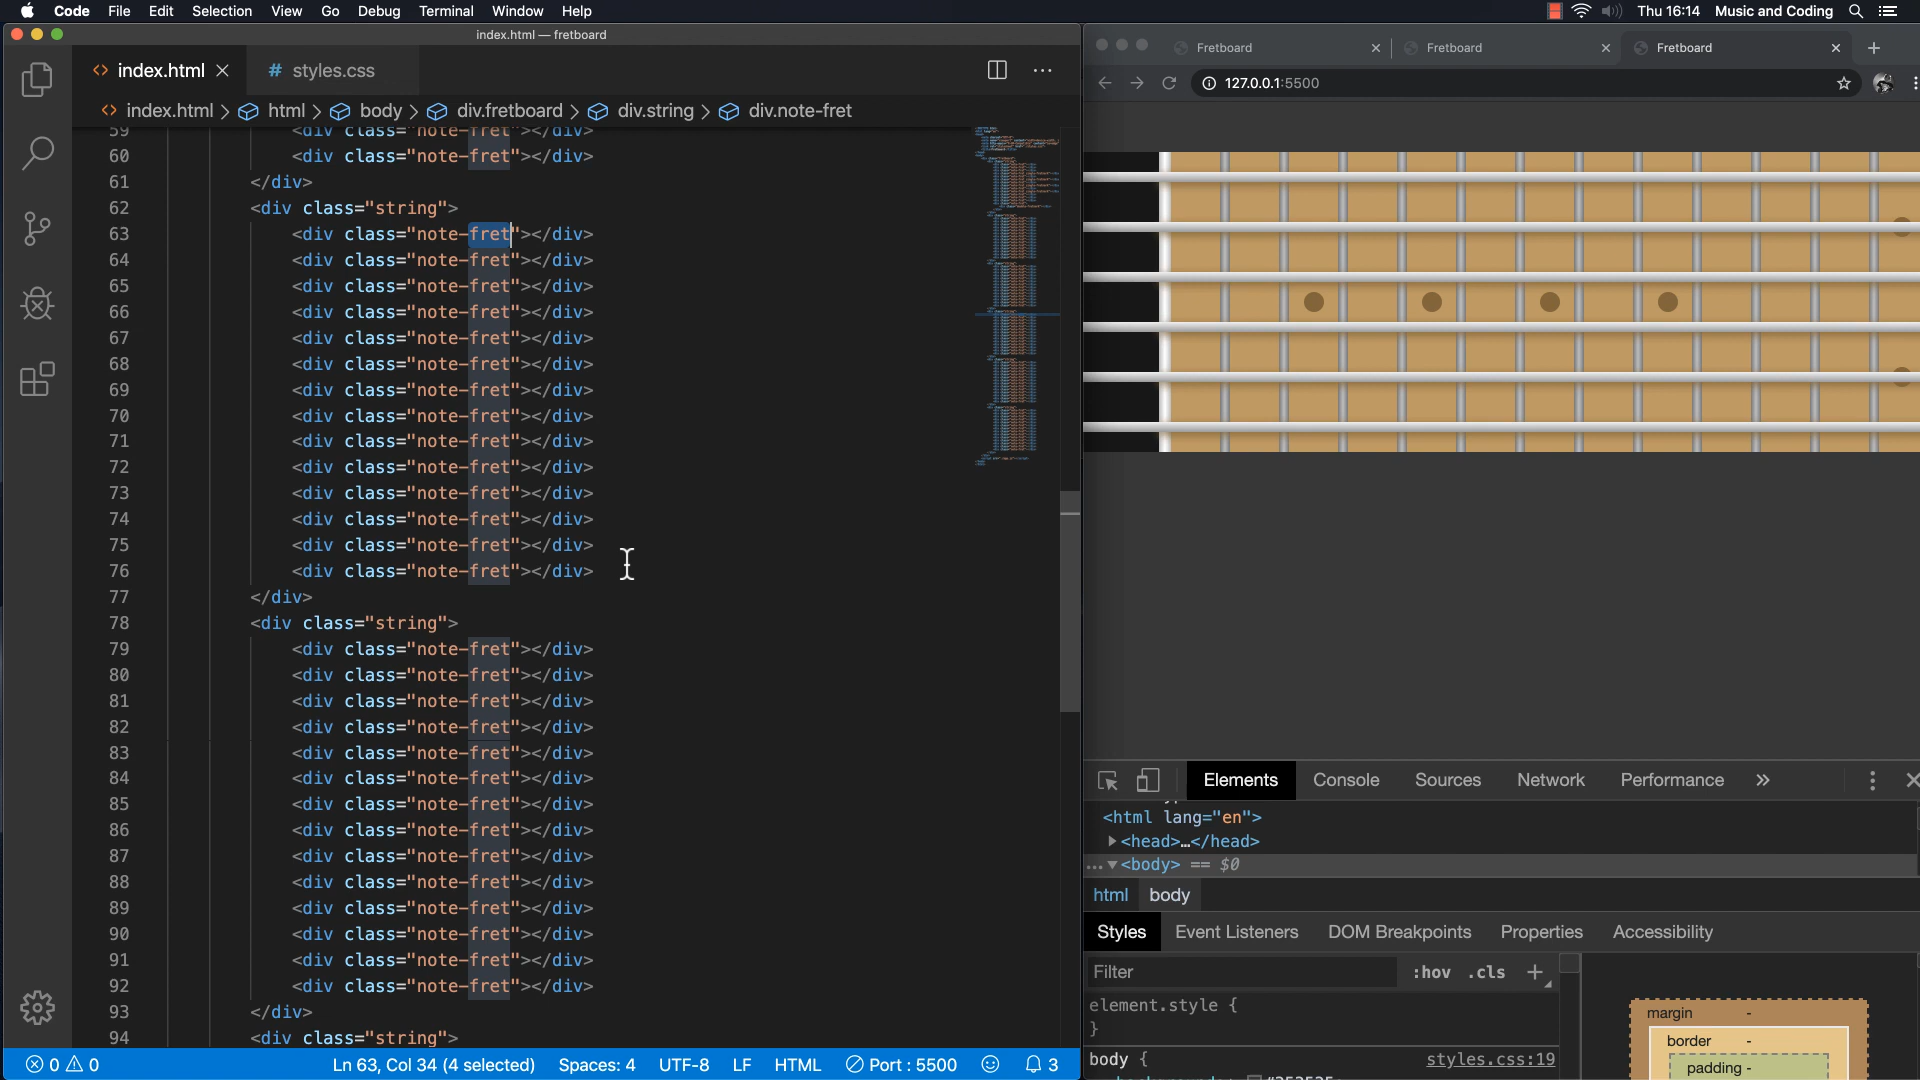 Code File Edit Selection View Go Debug Terminal Window Help Thu 16:14 Music and Coding
index.html — fretboard
index.html # styles.css
index.html > html > body > div.fretboard > div.string > div.note-fret
59 <div class="note-fret"></div>
60 <div class="note-fret"></div>
61 </div>
62 <div class="string">
63 <div class="note-fret"></div>
64 <div class="note-fret"></div>
65 <div class="note-fret"></div>
66 <div class="note-fret"></div>
67 <div class="note-fret"></div>
68 <div class="note-fret"></div>
69 <div class="note-fret"></div>
70 <div class="note-fret"></div>
71 <div class="note-fret"></div>
72 <div class="note-fret"></div>
73 <div class="note-fret"></div>
74 <div class="note-fret"></div>
75 <div class="note-fret"></div>
76 <div class="note-fret"></div>
77 </div>
78 <div class="string">
79 <div class="note-fret"></div>
80 <div class="note-fret"></div>
81 <div class="note-fret"></div>
82 <div class="note-fret"></div>
83 <div class="note-fret"></div>
84 <div class="note-fret"></div>
85 <div class="note-fret"></div>
86 <div class="note-fret"></div>
87 <div class="note-fret"></div>
88 <div class="note-fret"></div>
89 <div class="note-fret"></div>
90 <div class="note-fret"></div>
91 <div class="note-fret"></div>
92 <div class="note-fret"></div>
93 </div>
94 <div class="string">
0 0 Ln 63, Col 34 (4 selected) Spaces: 4 UTF-8 LF HTML Port : 5500 3
Fretboard Fretboard Fretboard
127.0.0.1:5500
Elements Console Sources Network Performance »
<html lang="en">
<head>…</head>
… <body> == $0
html body
Styles Event Listeners DOM Breakpoints Properties Accessibility
Filter :hov .cls +
element.style {
}
body { styles.css:19
margin -
border -
padding -